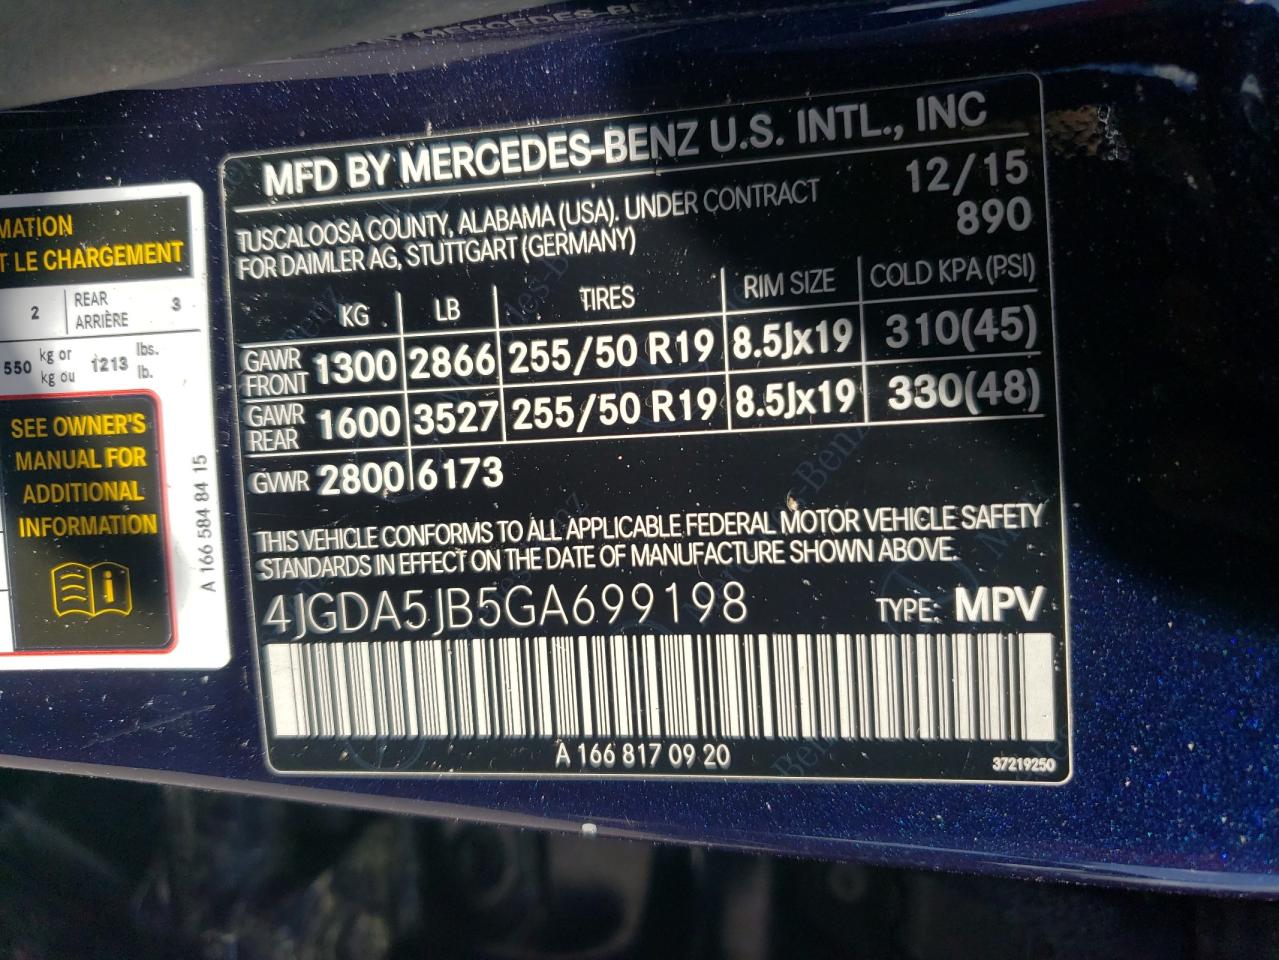 MATION
T LE CHARGEMENT
2 REAR ARRIÈRE 3
550 kg or kg ou 1213 lbs. lb.
SEE OWNER'S
MANUAL FOR
ADDITIONAL
INFORMATION
A 166 584 84 15
MFD BY MERCEDES-BENZ U.S. INTL., INC
TUSCALOOSA COUNTY, ALABAMA (USA). UNDER CONTRACT 12/15
FOR DAIMLER AG, STUTTGART (GERMANY) 890
KG LB TIRES RIM SIZE COLD KPA (PSI)
GAWR FRONT 1300 2866 255/50 R19 8.5Jx19 310(45)
GAWR REAR 1600 3527 255/50 R19 8.5Jx19 330(48)
GVWR 2800 6173
THIS VEHICLE CONFORMS TO ALL APPLICABLE FEDERAL MOTOR VEHICLE SAFETY
STANDARDS IN EFFECT ON THE DATE OF MANUFACTURE SHOWN ABOVE.
4JGDA5JB5GA699198 TYPE: MPV
A 166 817 09 20
37219250